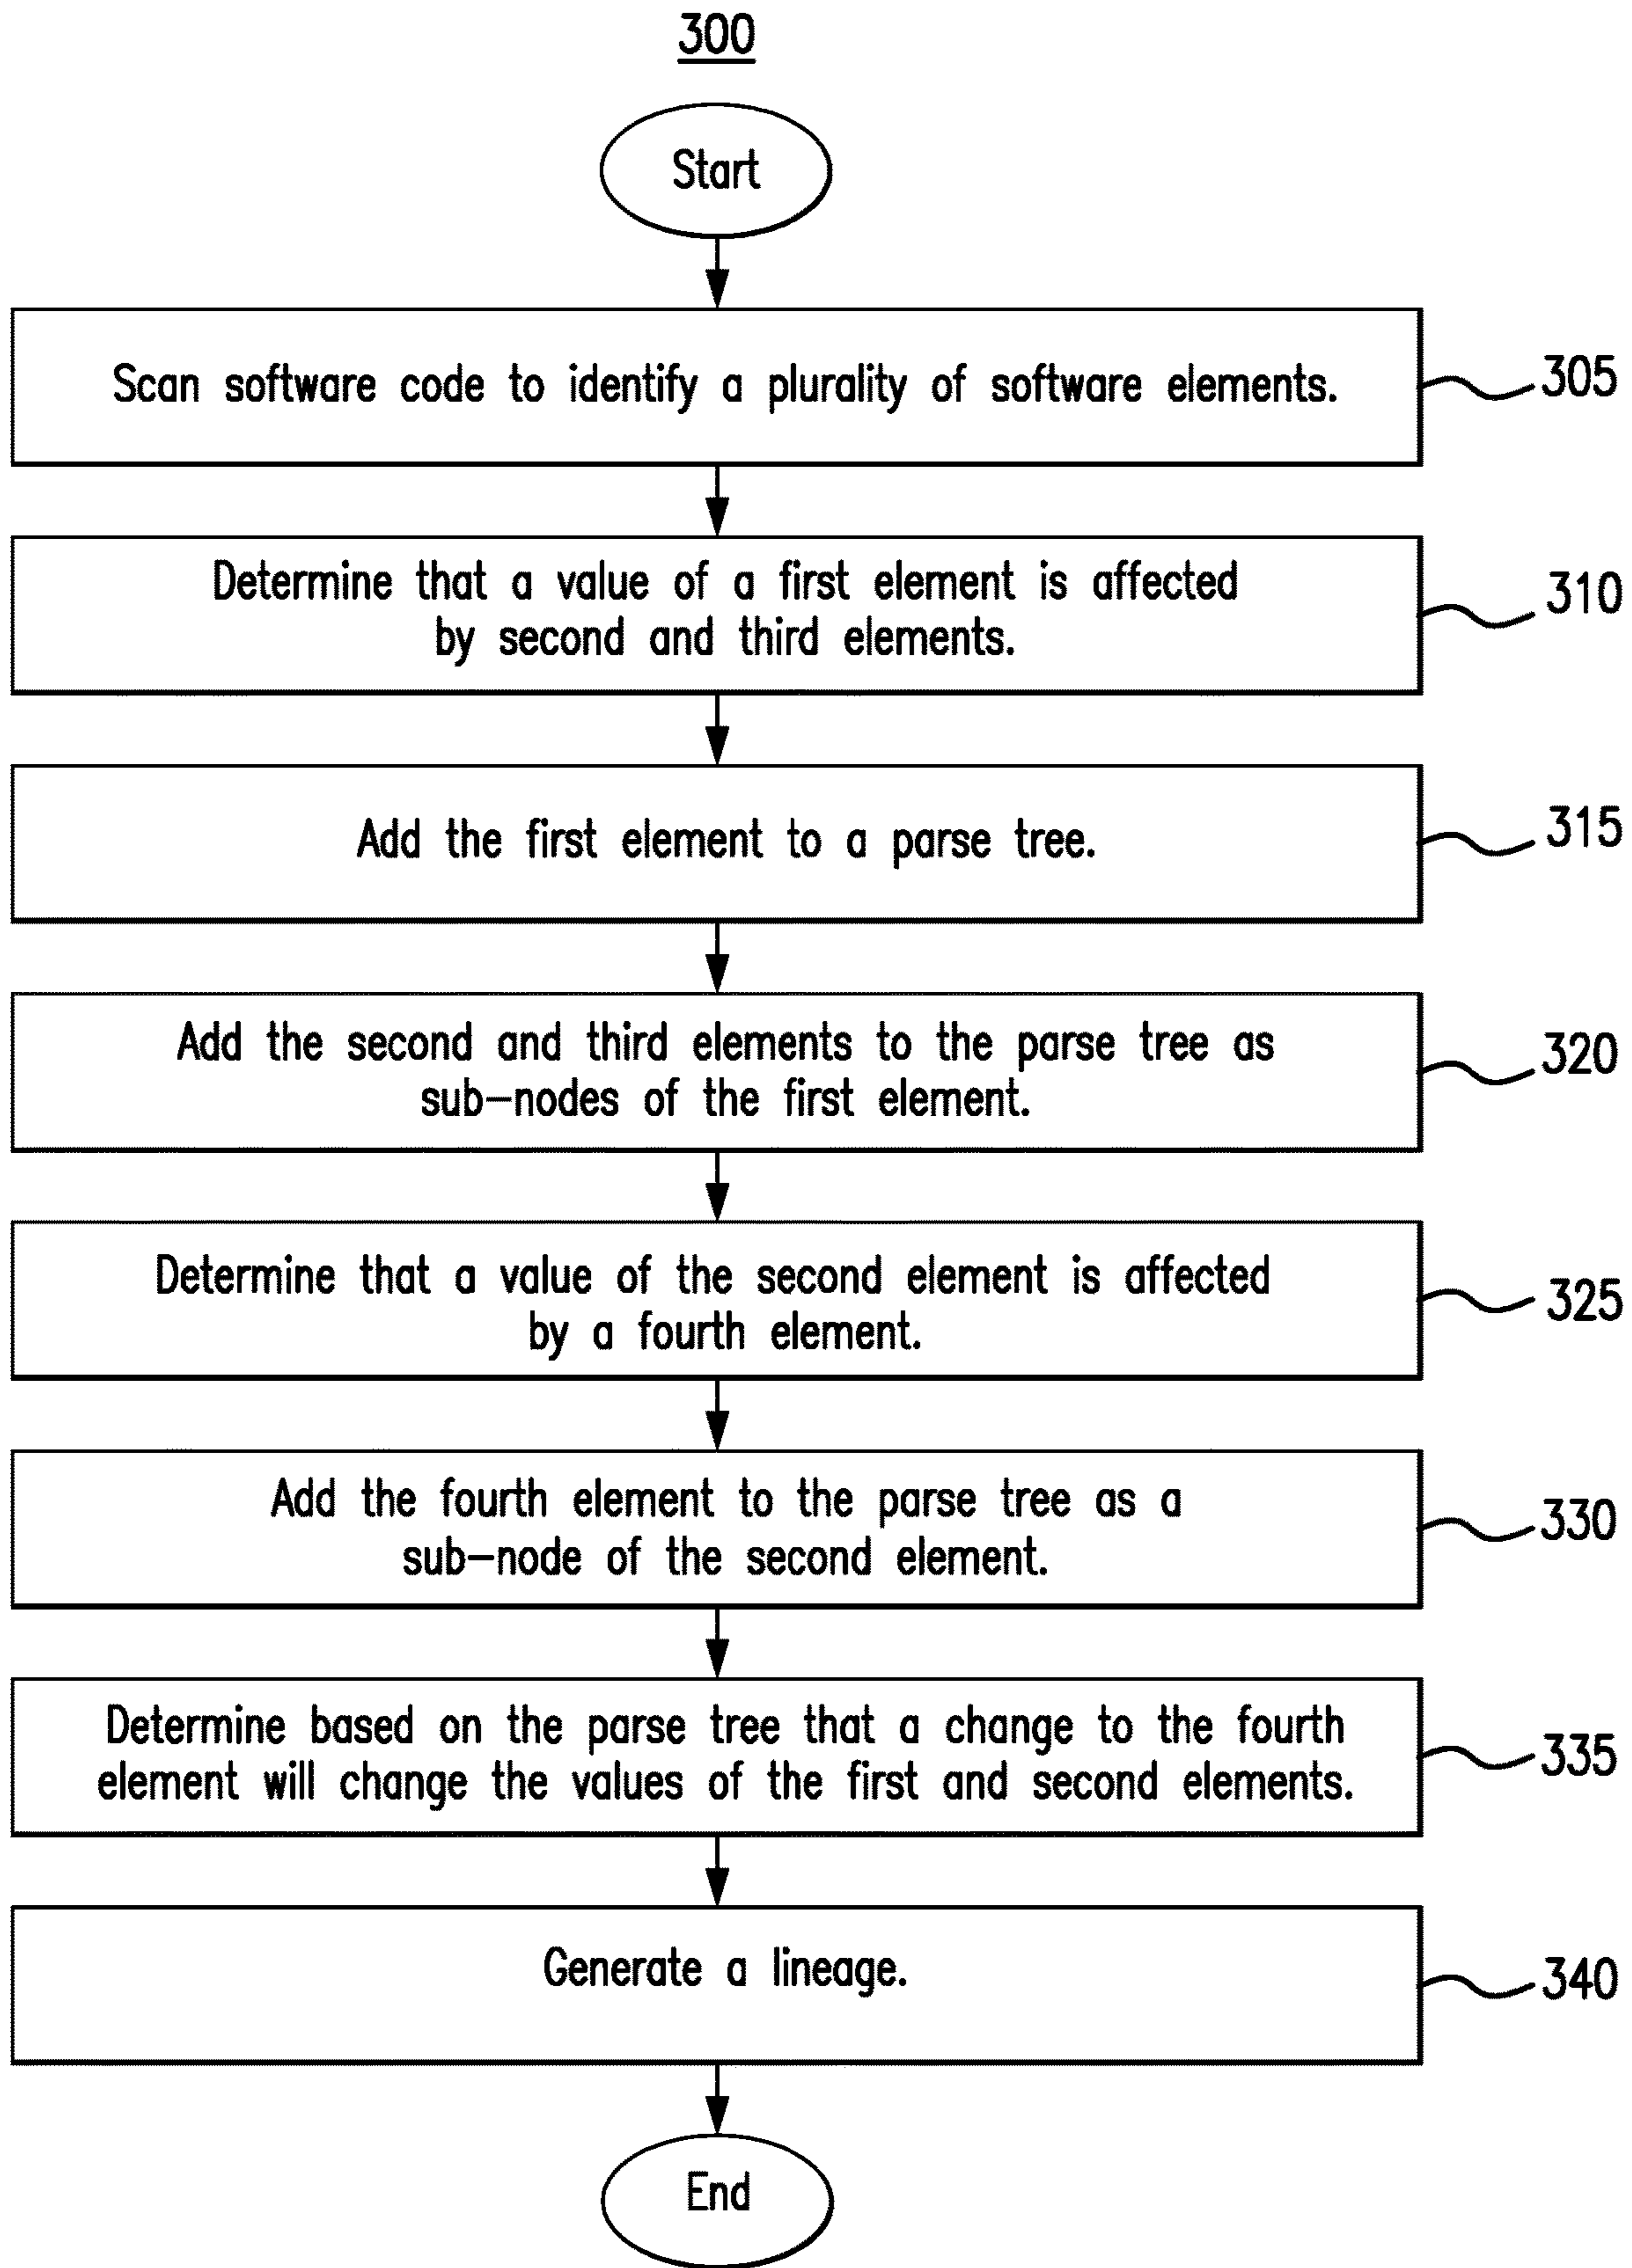 300
Start
Scan software code to identify a plurality of software elements.
305
Determine that a value of a first element is affected
by second and third elements.
310
Add the first element to a parse tree.
315
Add the second and third elements to the parse tree as
sub-nodes of the first element.
320
Determine that a value of the second element is affected
by a fourth element.
325
Add the fourth element to the parse tree as a
sub-node of the second element.
330
Determine based on the parse tree that a change to the fourth
element will change the values of the first and second elements.
335
Generate a lineage.
340
End